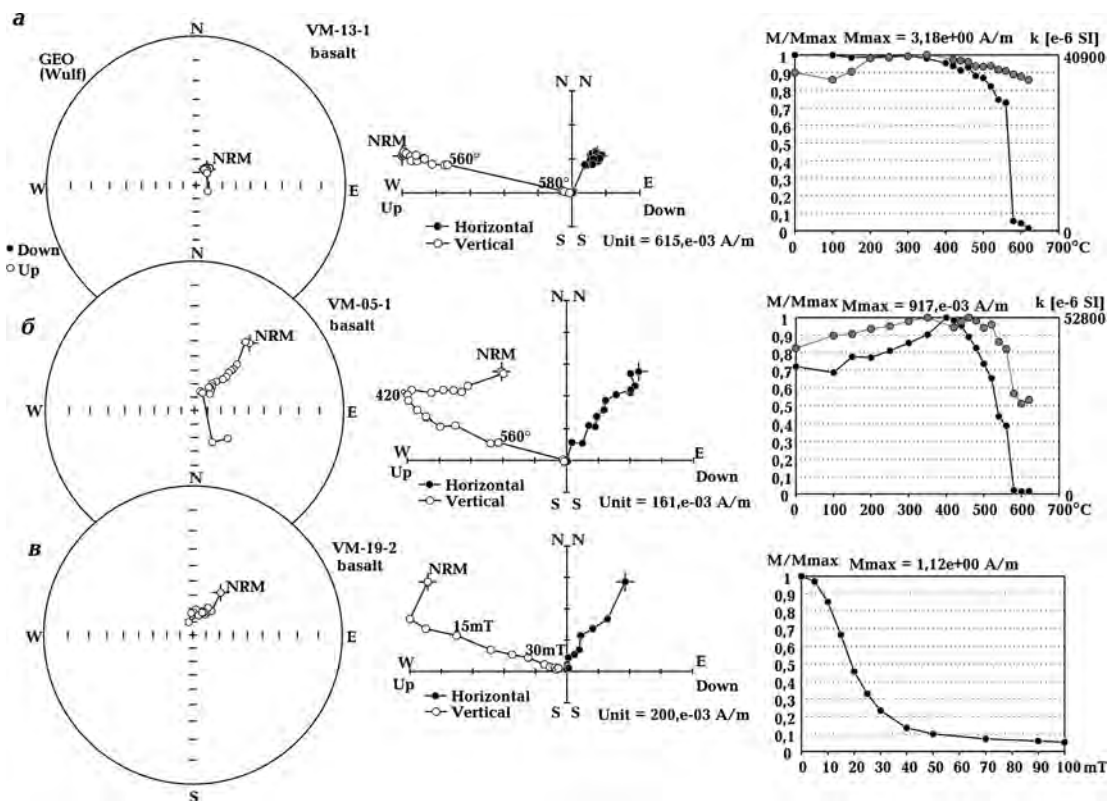 а
GEO
(Wulf)
VM-13-1
basalt
N
W
E
NRM
Down
Up
N N
NRM
560°
580°
W
Up
E
Down
Horizontal
Vertical
S S
Unit = 615,e-03 A/m
M/Mmax Mmax = 3,18e+00 A/m k [e-6 SI]
1
0,9
0,8
0,7
0,6
0,5
0,4
0,3
0,2
0,1
0
40900
0
0 100 200 300 400 500 600 700°C
б
VM-05-1
basalt
N
W
E
NRM
N N
NRM
420°
560°
W
Up
E
Down
Horizontal
Vertical
S S
Unit = 161,e-03 A/m
M/Mmax Mmax = 917,e-03 A/m k [e-6 SI]
1
0,9
0,8
0,7
0,6
0,5
0,4
0,3
0,2
0,1
0
52800
0
0 100 200 300 400 500 600 700°C
в
VM-19-2
basalt
N
W
E
S
NRM
N N
NRM
15mT
30mT
W
Up
E
Down
Horizontal
Vertical
S S
Unit = 200,e-03 A/m
M/Mmax Mmax = 1,12e+00 A/m
1
0,9
0,8
0,7
0,6
0,5
0,4
0,3
0,2
0,1
0
0 10 20 30 40 50 60 70 80 90 100 mT